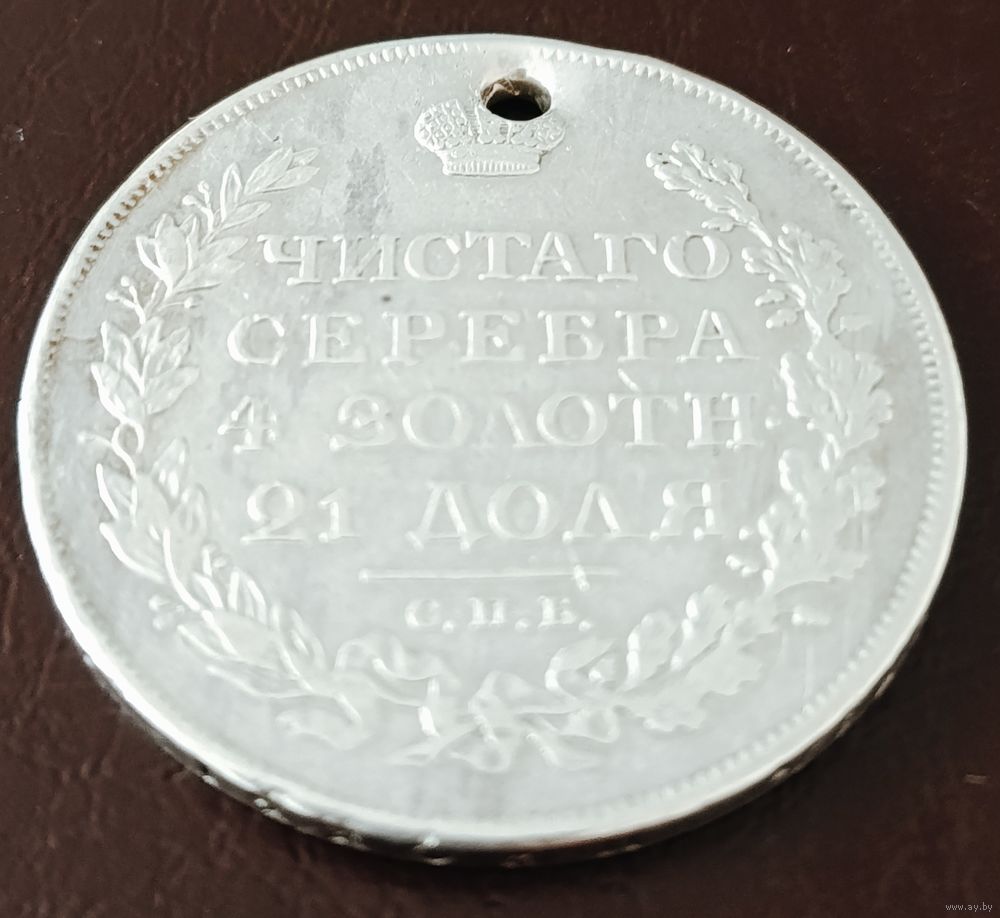 ЧИСТАГО
СЕРЕБРА
4 ЗОЛОТН
21 ДОЛЯ
С.П.Б.
www.ay.by